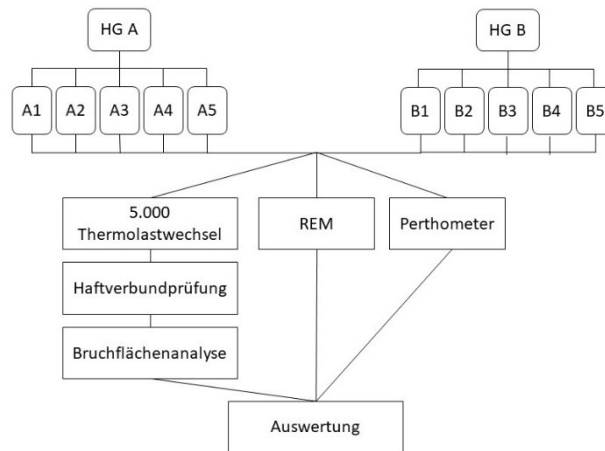 HG A
HG B
A1 A2 A3 A4 A5
B1 B2 B3 B4 B5
5.000
Thermolastwechsel
REM
Perthometer
Haftverbundprüfung
Bruchflächenanalyse
Auswertung